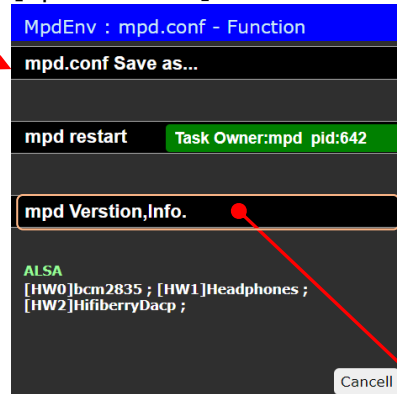 MpdEnv : mpd.conf - Function
mpd.conf Save as...
mpd restart Task Owner:mpd pid:642
mpd Verstion,Info.
ALSA
[HW0]bcm2835 ; [HW1]Headphones ;
[HW2]HifiberryDacp ;
Cancell